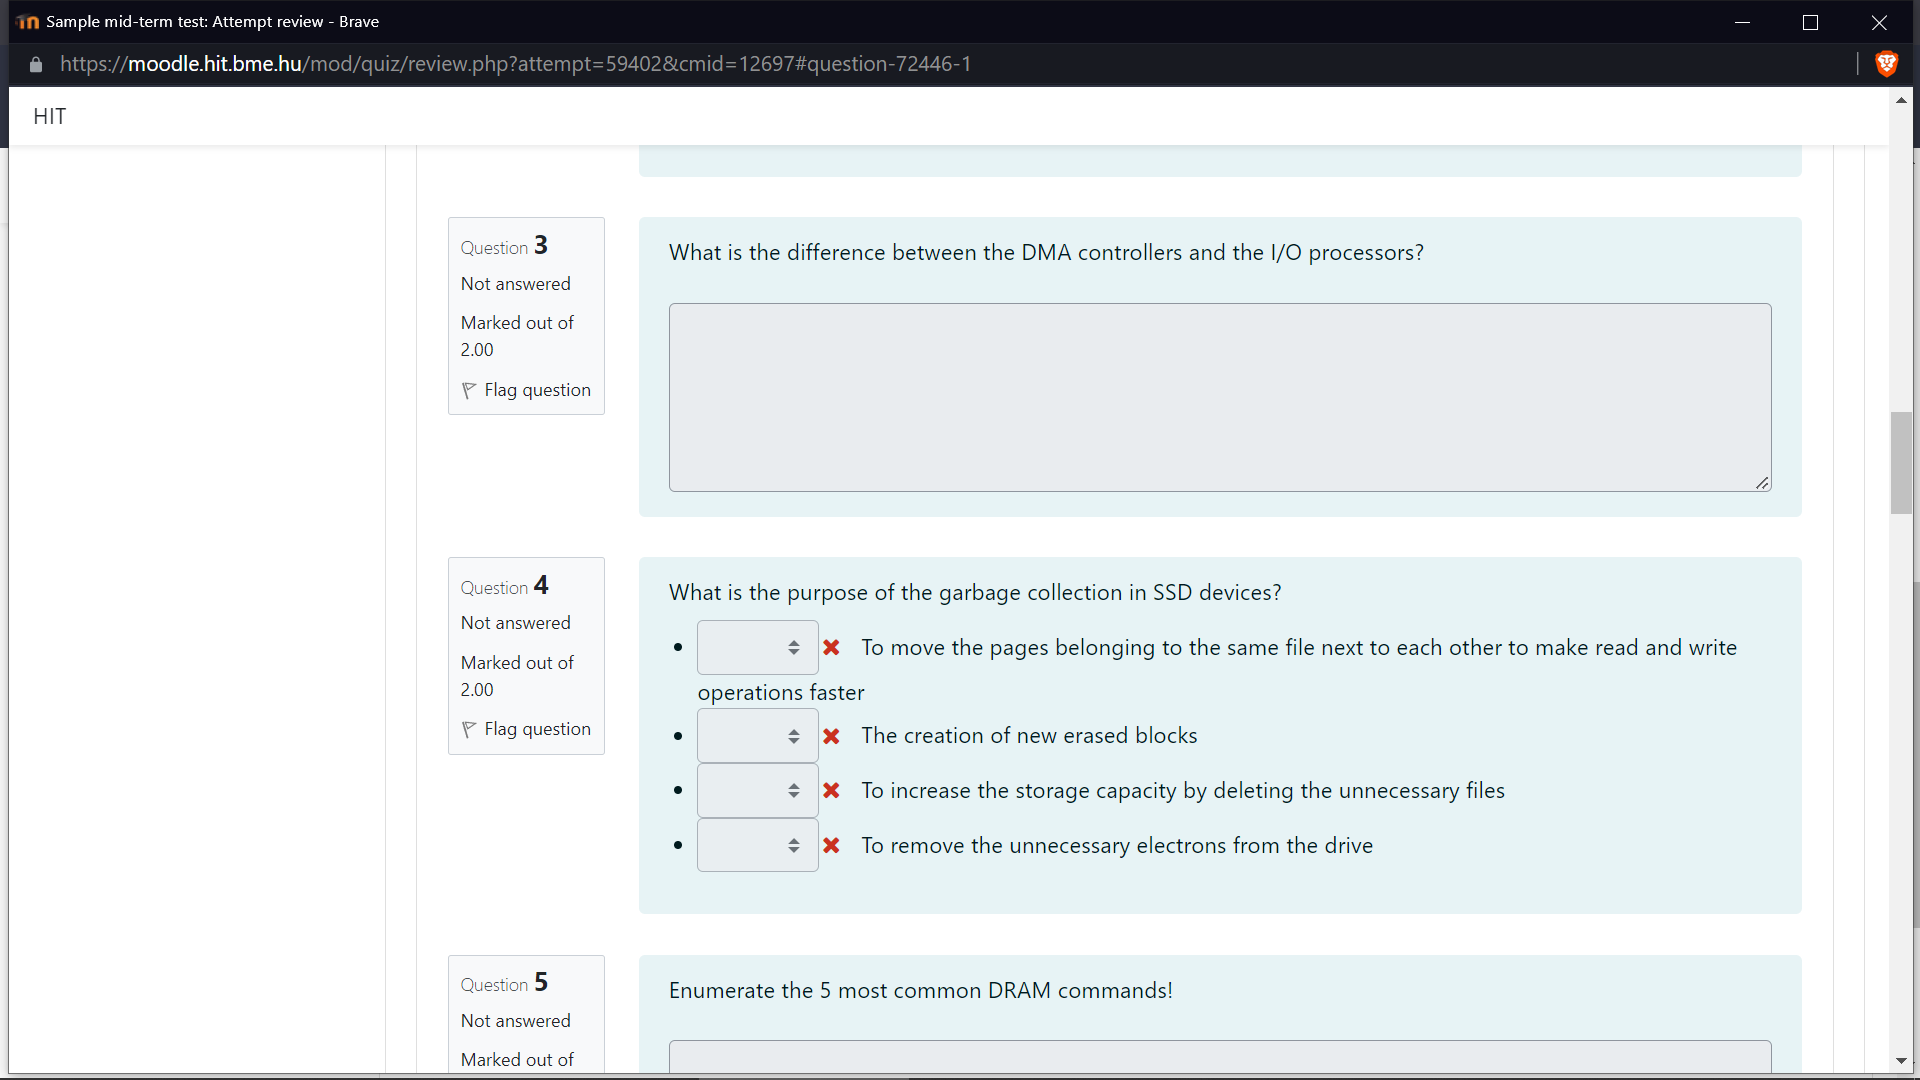 Sample mid-term test: Attempt review - Brave
https://moodle.hit.bme.hu/mod/quiz/review.php?attempt=59402&cmid=12697#question-72446-1
HIT
Question 3
Not answered
Marked out of
2.00
Flag question
What is the difference between the DMA controllers and the I/O processors?
Question 4
Not answered
Marked out of
2.00
Flag question
What is the purpose of the garbage collection in SSD devices?
To move the pages belonging to the same file next to each other to make read and write
operations faster
The creation of new erased blocks
To increase the storage capacity by deleting the unnecessary files
To remove the unnecessary electrons from the drive
Question 5
Not answered
Marked out of
Enumerate the 5 most common DRAM commands!